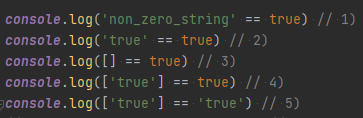 console.log('non_zero_string' == true) // 1)
console.log('true' == true) // 2)
console.log([] == true) // 3)
console.log(['true'] == true) // 4)
console.log(['true'] == 'true') // 5)